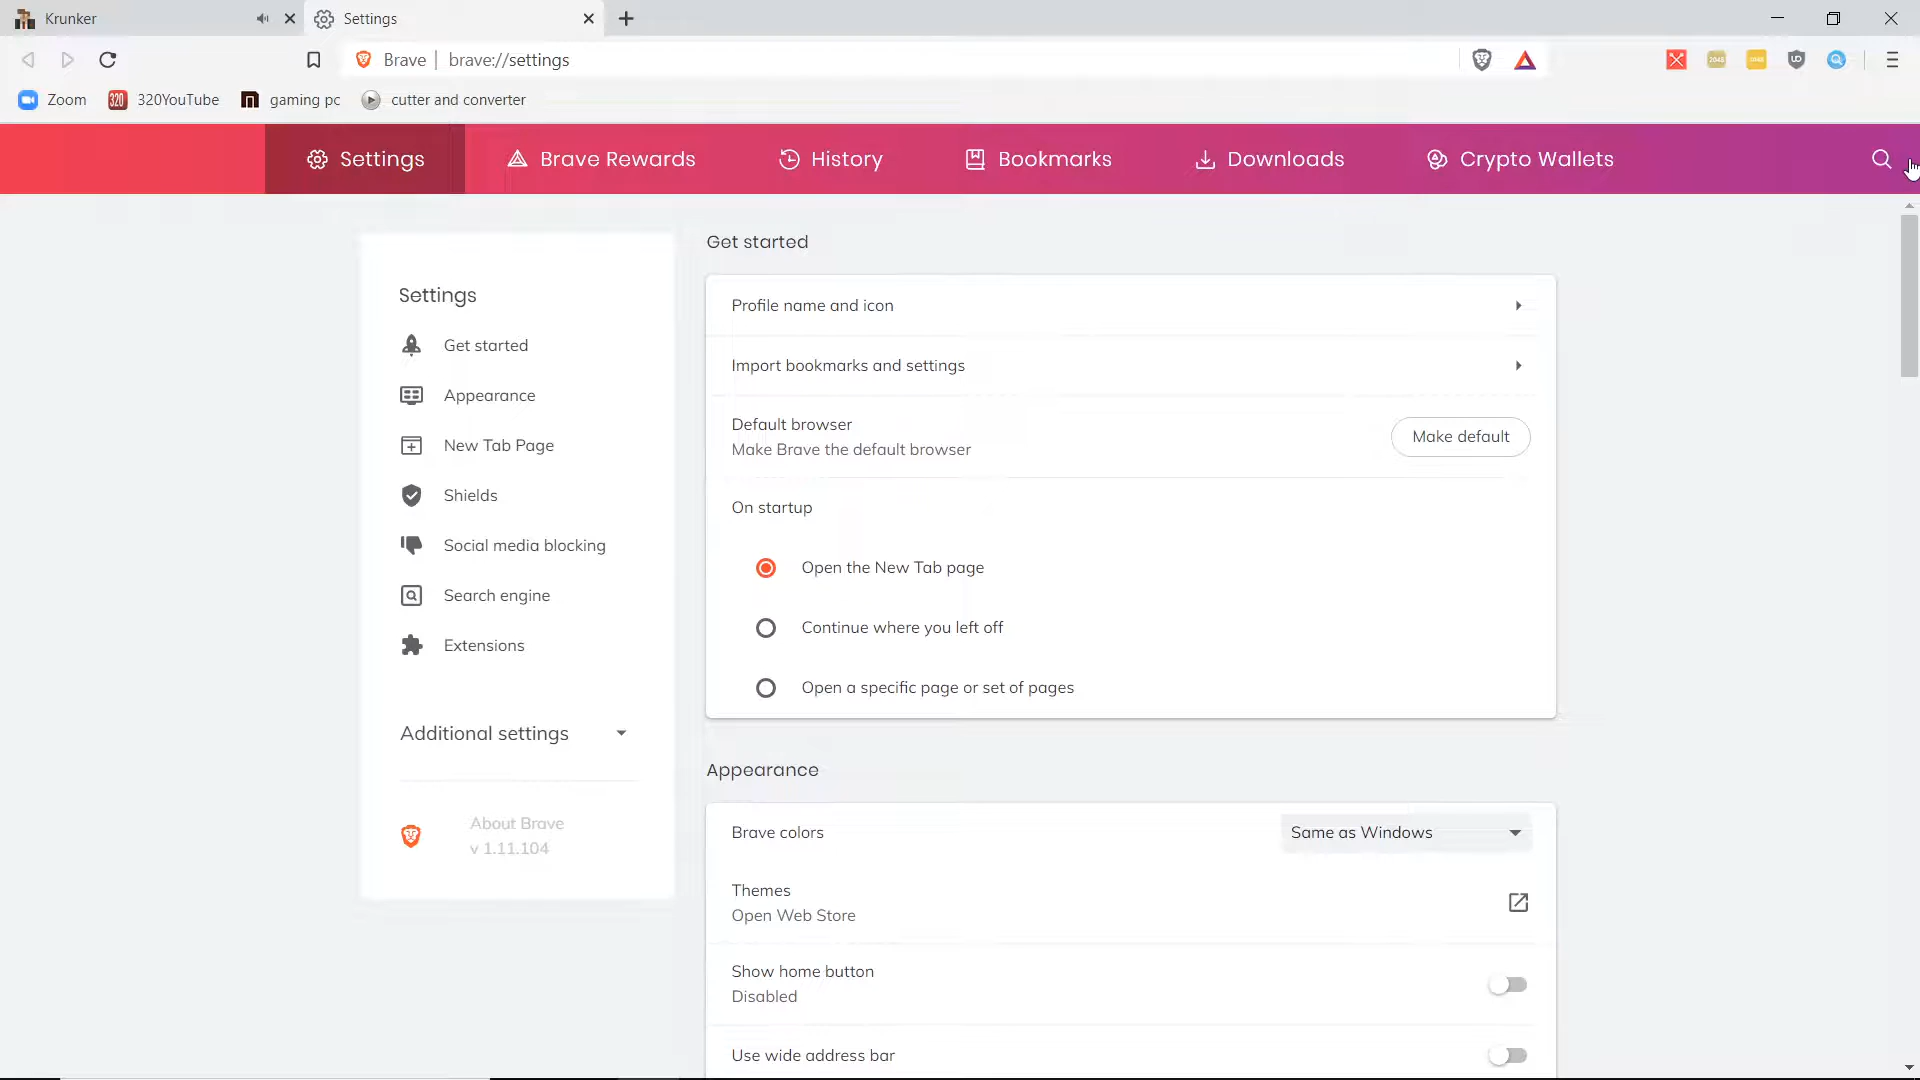 Krunker
Settings
Brave | brave://settings
Zoom
320YouTube
gaming pc
cutter and converter
Settings
Brave Rewards
History
Bookmarks
Downloads
Crypto Wallets
Settings
Get started
Appearance
New Tab Page
Shields
Social media blocking
Search engine
Extensions
Additional settings
About Brave
v 1.11.104
Get started
Profile name and icon
Import bookmarks and settings
Default browser
Make Brave the default browser
Make default
On startup
Open the New Tab page
Continue where you left off
Open a specific page or set of pages
Appearance
Brave colors
Same as Windows
Themes
Open Web Store
Show home button
Disabled
Use wide address bar